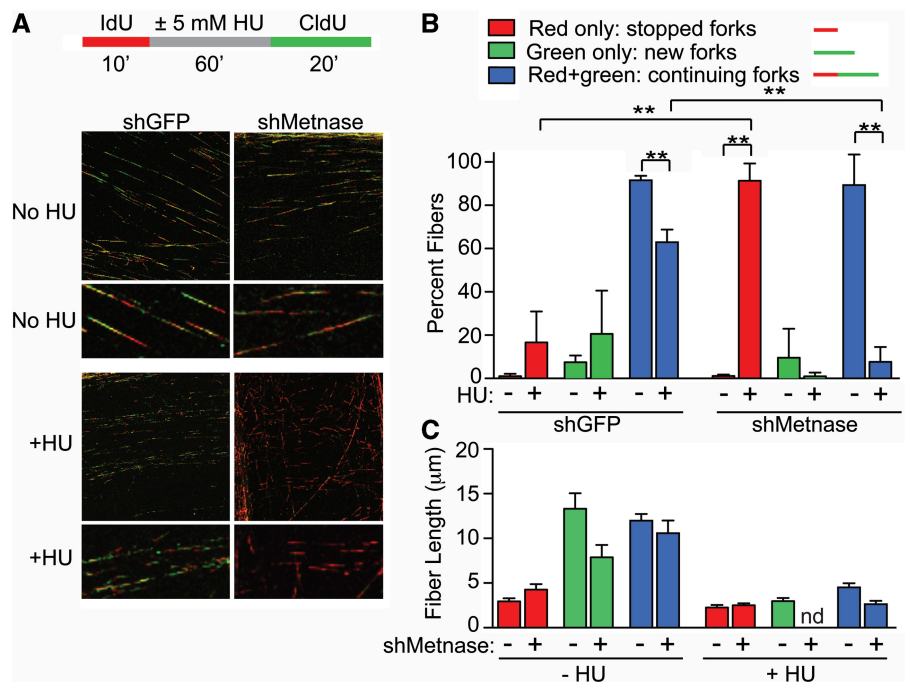 A
IdU ± 5 mM HU CldU
10’ 60’ 20’
shGFP shMetnase
No HU
No HU
+HU
+HU
B
Red only: stopped forks
Green only: new forks
Red+green: continuing forks
**
**
** ** **
Percent Fibers
100
80
60
40
20
0
HU: - + - + - + - + - + - +
shGFP shMetnase
C
Fiber Length (μm)
20
15
10
5
0
nd
shMetnase: - + - + - + - + - + - +
- HU + HU